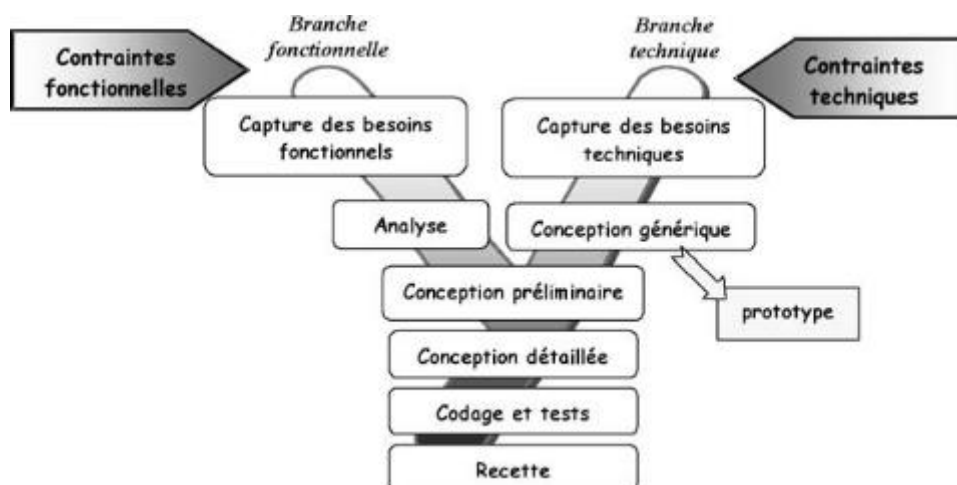 Branche
fonctionnelle
Branche
technique
Contraintes
fonctionnelles
Contraintes
techniques
Capture des besoins
fonctionnels
Capture des besoins
techniques
Analyse
Conception générique
Conception préliminaire
prototype
Conception détaillée
Codage et tests
Recette